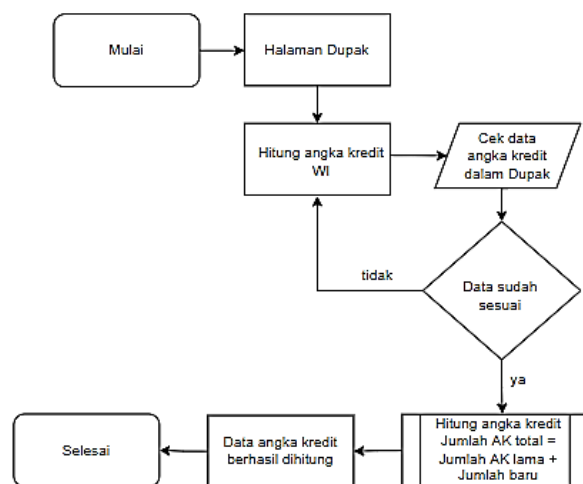 Mulai
Halaman Dupak
Hitung angka kredit
WI
Cek data
angka kredit
dalam Dupak
tidak
Data sudah
sesuai
ya
Hitung angka kredit
Jumlah AK total =
Jumlah AK lama +
Jumlah baru
Data angka kredit
berhasil dihitung
Selesai